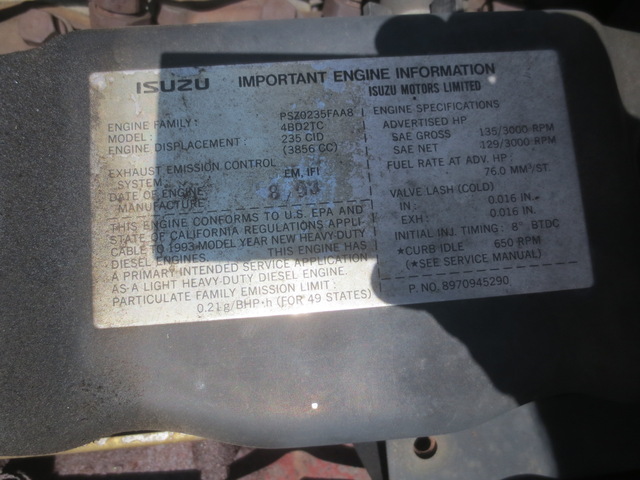 ISUZU IMPORTANT ENGINE INFORMATION
ISUZU MOTORS LIMITED
ENGINE FAMILY: PSZ0235FAA8
MODEL: 4BD2TC
ENGINE DISPLACEMENT: 235 CID
(3856 CC)
EXHAUST EMISSION CONTROL
SYSTEM: EM, IFI
DATE OF ENGINE
MANUFACTURE 8/93
THIS ENGINE CONFORMS TO U.S. EPA AND
STATE OF CALIFORNIA REGULATIONS APPLI-
CABLE TO 1993 MODEL YEAR NEW HEAVY-DUTY
DIESEL ENGINES. THIS ENGINE HAS
A PRIMARY INTENDED SERVICE APPLICATION
AS A LIGHT HEAVY-DUTY DIESEL ENGINE.
PARTICULATE FAMILY EMISSION LIMIT:
0.21g/BHP·h (FOR 49 STATES)
ENGINE SPECIFICATIONS
ADVERTISED HP
SAE GROSS 135/3000 RPM
SAE NET 129/3000 RPM
FUEL RATE AT ADV. HP:
76.0 MM³/ST
VALVE LASH (COLD)
IN: 0.016 IN.
EXH: 0.016 IN.
INITIAL INJ. TIMING: 8° BTDC
★CURB IDLE 650 RPM
(★SEE SERVICE MANUAL)
P. NO. 8970945290